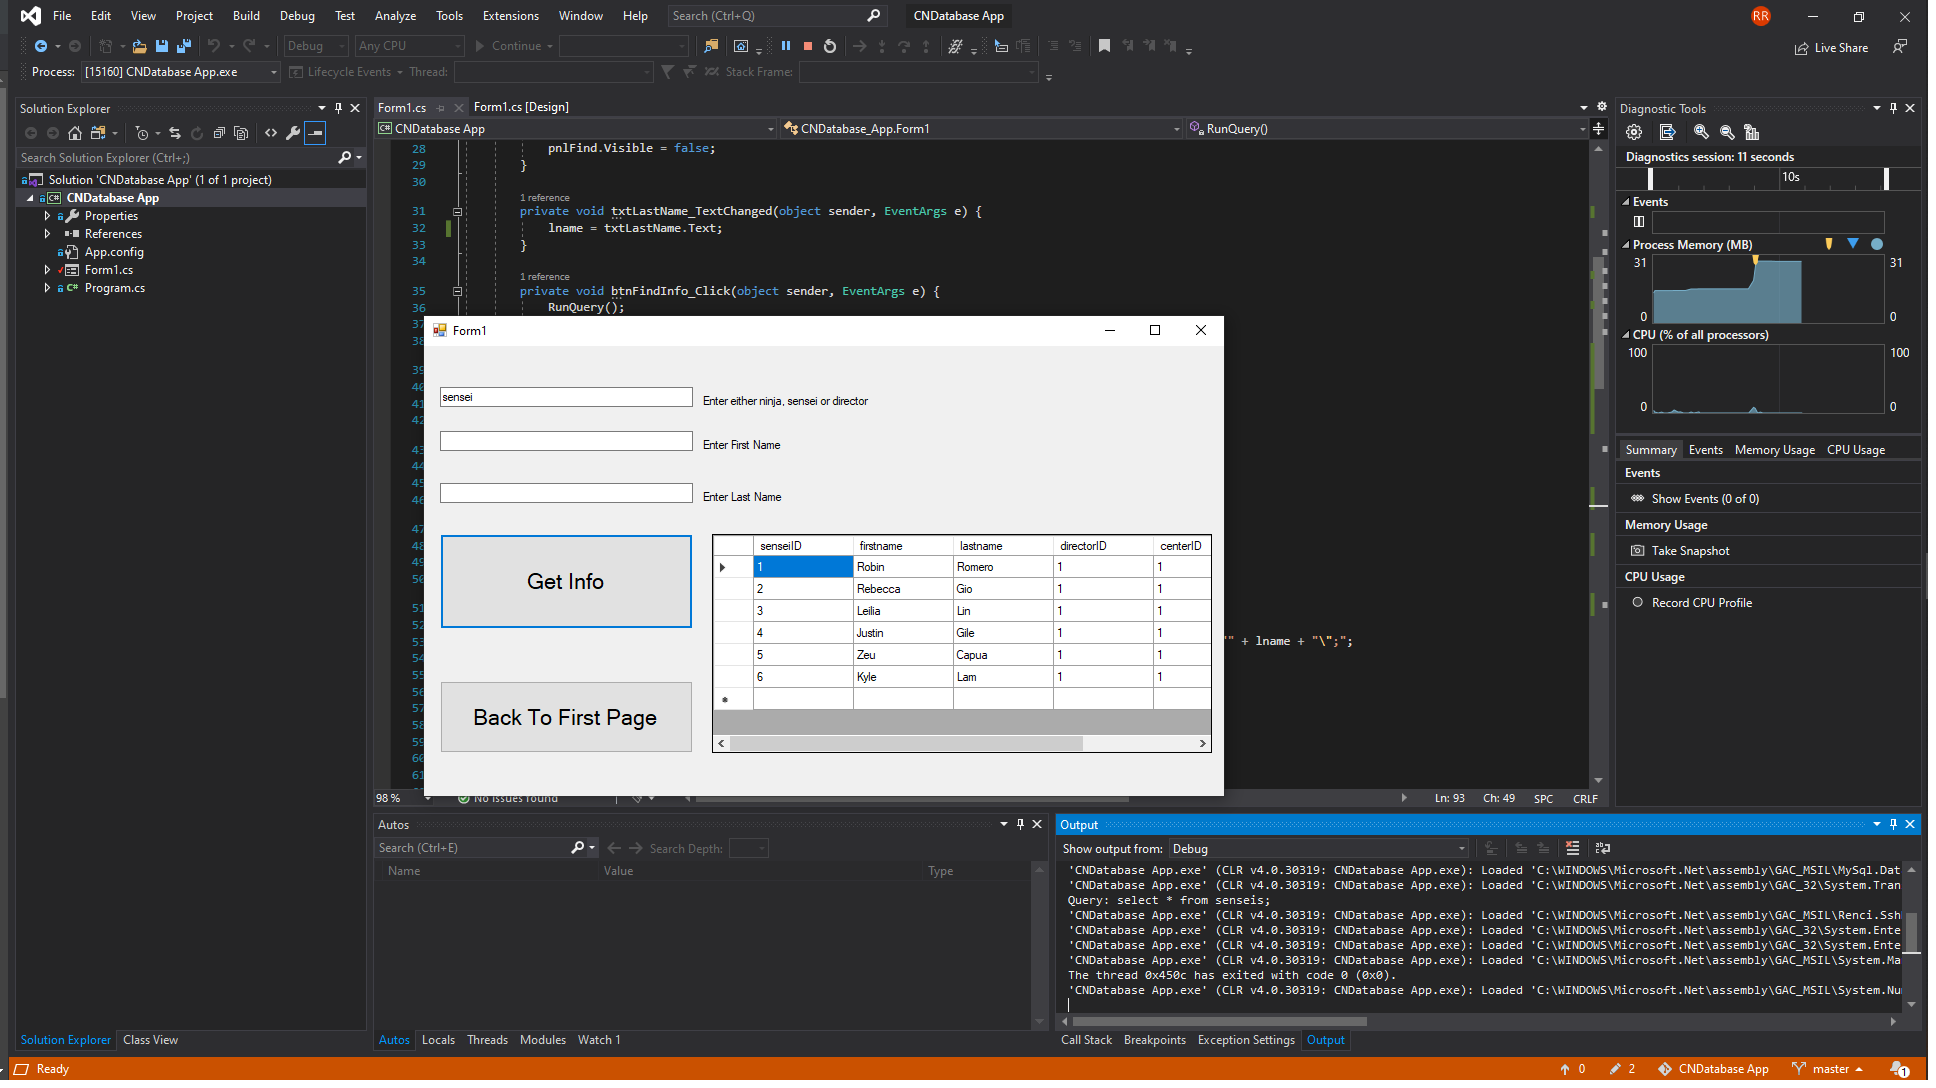 File Edit View Project Build Debug Test Analyze Tools Extensions Window Help Search (Ctrl+Q) CNDatabase App RR
Debug Any CPU Continue Live Share
Process: [15160] CNDatabase App.exe Lifecycle Events Thread: Stack Frame:
Solution Explorer
Search Solution Explorer (Ctrl+;)
Solution 'CNDatabase App' (1 of 1 project)
CNDatabase App
Properties
References
App.config
Form1.cs
Program.cs
Solution Explorer Class View
Form1.cs Form1.cs [Design]
CNDatabase App CNDatabase_App.Form1 RunQuery()
28 pnlFind.Visible = false;
29 }
30
1 reference
31 private void txtLastName_TextChanged(object sender, EventArgs e) {
32 lname = txtLastName.Text;
33 }
34
1 reference
35 private void btnFindInfo_Click(object sender, EventArgs e) {
36 RunQuery();
53 + lname + "\";";
Form1
sensei Enter either ninja, sensei or director
Enter First Name
Enter Last Name
Get Info
Back To First Page
senseiID firstname lastname directorID centerID
1 Robin Romero 1 1
2 Rebecca Gio 1 1
3 Leilia Lin 1 1
4 Justin Gile 1 1
5 Zeu Capua 1 1
6 Kyle Lam 1 1
98 % No issues found Ln: 93 Ch: 49 SPC CRLF
Diagnostic Tools
Diagnostics session: 11 seconds
10s
Events
Process Memory (MB)
31 31
0 0
CPU (% of all processors)
100 100
0 0
Summary Events Memory Usage CPU Usage
Events
Show Events (0 of 0)
Memory Usage
Take Snapshot
CPU Usage
Record CPU Profile
Autos
Search (Ctrl+E) Search Depth:
Name Value Type
Autos Locals Threads Modules Watch 1
Output
Show output from: Debug
'CNDatabase App.exe' (CLR v4.0.30319: CNDatabase App.exe): Loaded 'C:\WINDOWS\Microsoft.Net\assembly\GAC_MSIL\MySql.Dat
'CNDatabase App.exe' (CLR v4.0.30319: CNDatabase App.exe): Loaded 'C:\WINDOWS\Microsoft.Net\assembly\GAC_32\System.Tran
Query: select * from senseis;
'CNDatabase App.exe' (CLR v4.0.30319: CNDatabase App.exe): Loaded 'C:\WINDOWS\Microsoft.Net\assembly\GAC_MSIL\Renci.Ssh
'CNDatabase App.exe' (CLR v4.0.30319: CNDatabase App.exe): Loaded 'C:\WINDOWS\Microsoft.Net\assembly\GAC_32\System.Ente
'CNDatabase App.exe' (CLR v4.0.30319: CNDatabase App.exe): Loaded 'C:\WINDOWS\Microsoft.Net\assembly\GAC_32\System.Ente
'CNDatabase App.exe' (CLR v4.0.30319: CNDatabase App.exe): Loaded 'C:\WINDOWS\Microsoft.Net\assembly\GAC_MSIL\System.Ma
The thread 0x450c has exited with code 0 (0x0).
'CNDatabase App.exe' (CLR v4.0.30319: CNDatabase App.exe): Loaded 'C:\WINDOWS\Microsoft.Net\assembly\GAC_MSIL\System.Nu
Call Stack Breakpoints Exception Settings Output
Ready 0 2 CNDatabase App master 1